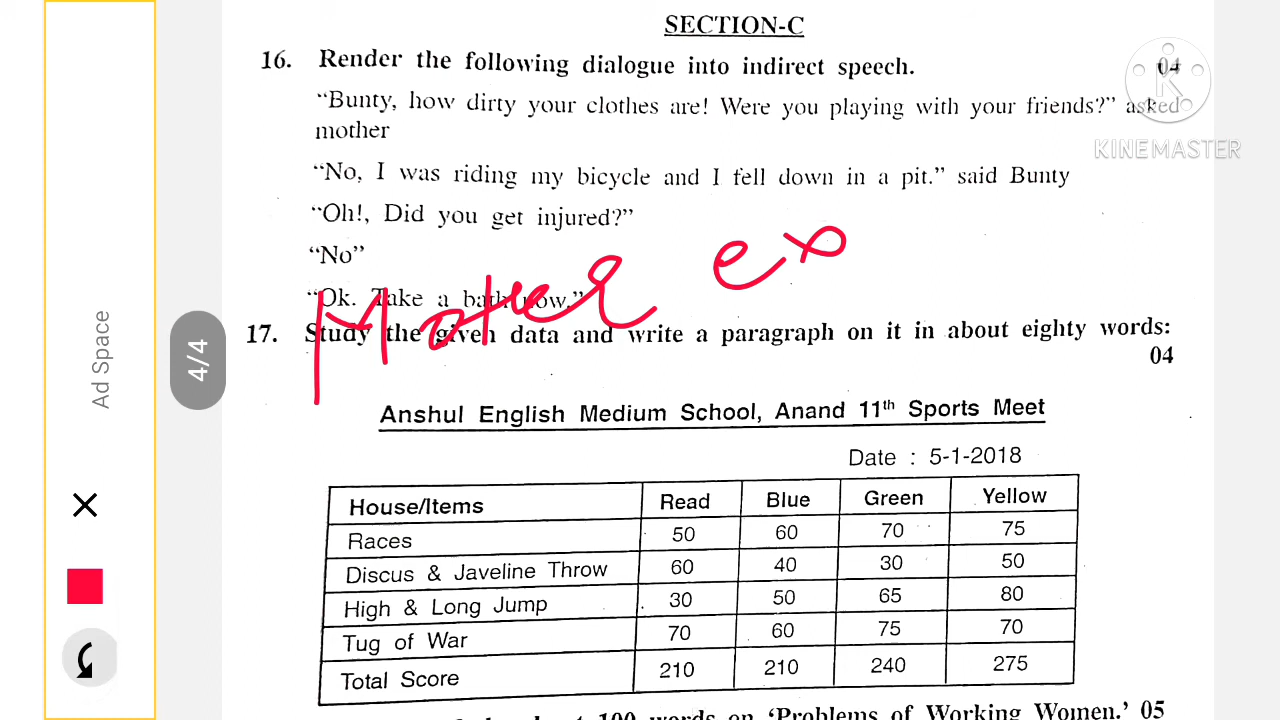 SECTION-C
16. Render the following dialogue into indirect speech. 04
"Bunty, how dirty your clothes are! Were you playing with your friends?" asked
mother
"No, I was riding my bicycle and I fell down in a pit." said Bunty
"Oh!, Did you get injured?"
"No"
"Ok. Take a bath now."
Mother ex
17. Study the given data and write a paragraph on it in about eighty words:
04
Anshul English Medium School, Anand 11th Sports Meet
Date : 5-1-2018
House/Items Read Blue Green Yellow
Races 50 60 70 75
Discus & Javeline Throw 60 40 30 50
High & Long Jump 30 50 65 80
Tug of War 70 60 75 70
Total Score 210 210 240 275
100 words on 'Problems of Working Women.' 05
KINEMASTER
Ad Space
4/4